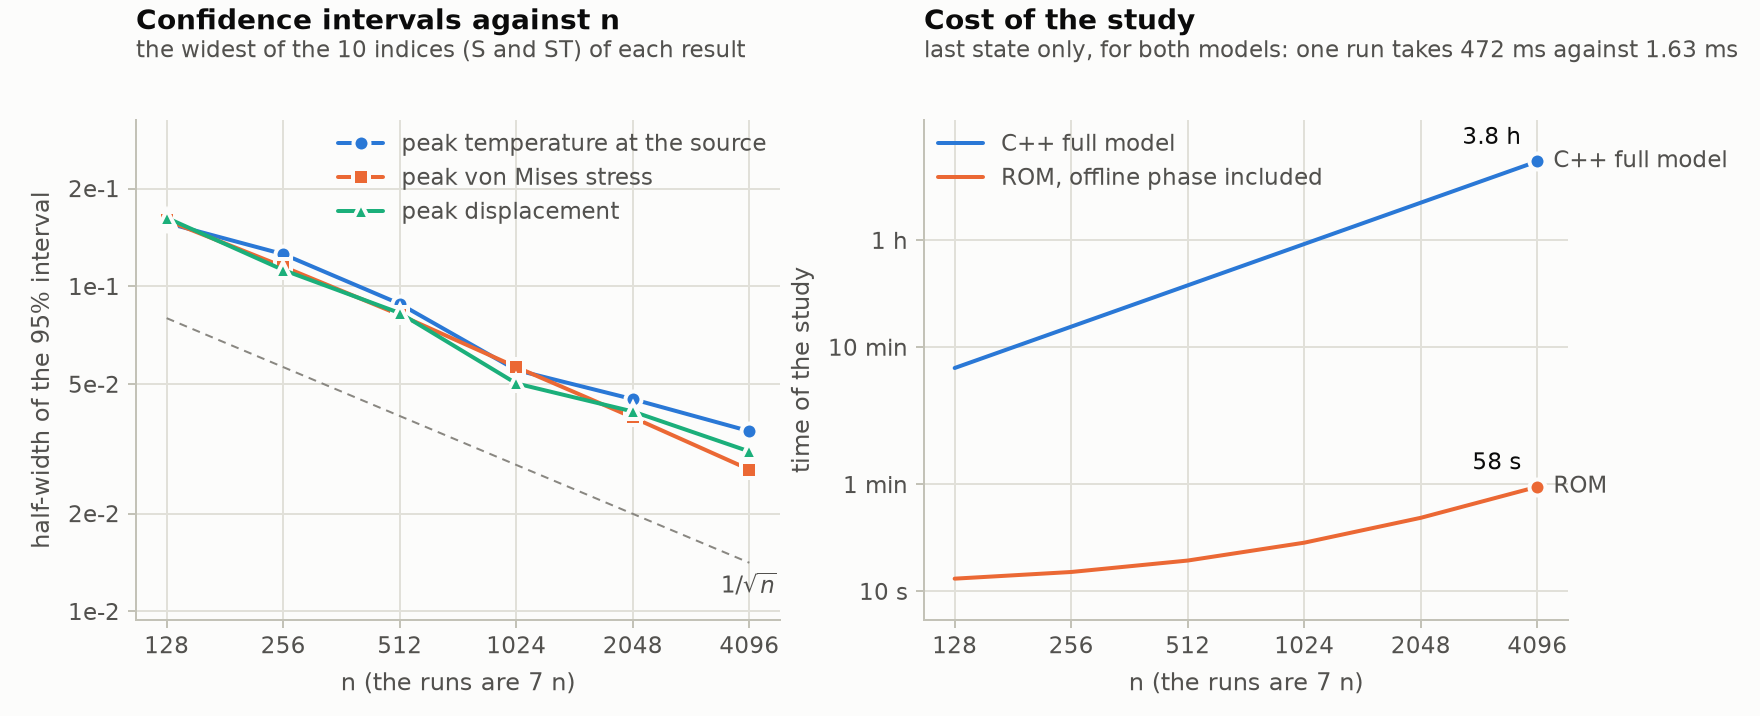 Confidence intervals against n
the widest of the 10 indices (S and ST) of each result
peak temperature at the source
peak von Mises stress
peak displacement
half-width of the 95% interval
2e-1
1e-1
5e-2
2e-2
1e-2
1/√n
128 256 512 1024 2048 4096
n (the runs are 7 n)
Cost of the study
last state only, for both models: one run takes 472 ms against 1.63 ms
C++ full model
ROM, offline phase included
time of the study
1 h
10 min
1 min
10 s
3.8 h
C++ full model
58 s
ROM
128 256 512 1024 2048 4096
n (the runs are 7 n)